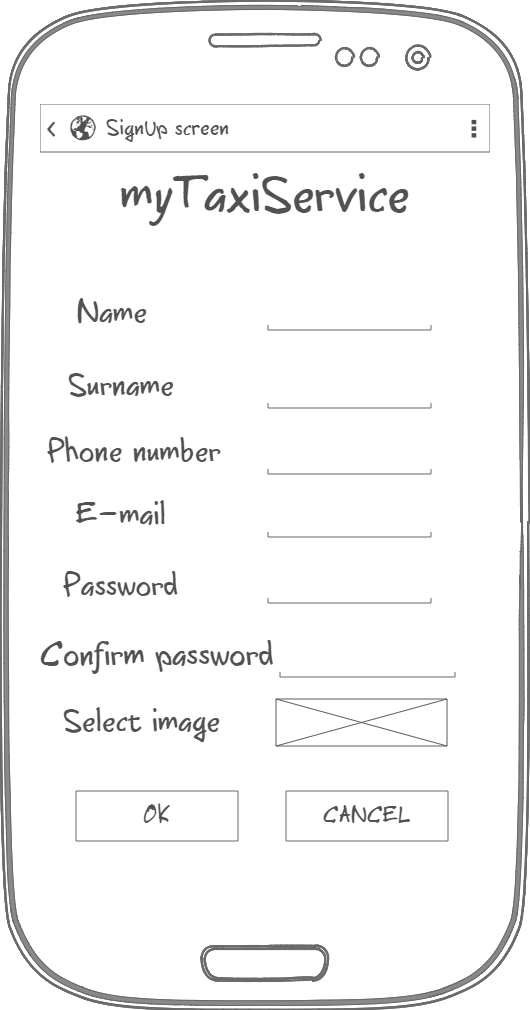 SignUp screen
myTaxiService
Name
Surname
Phone number
E-mail
Password
Confirm password
Select image
OK
CANCEL